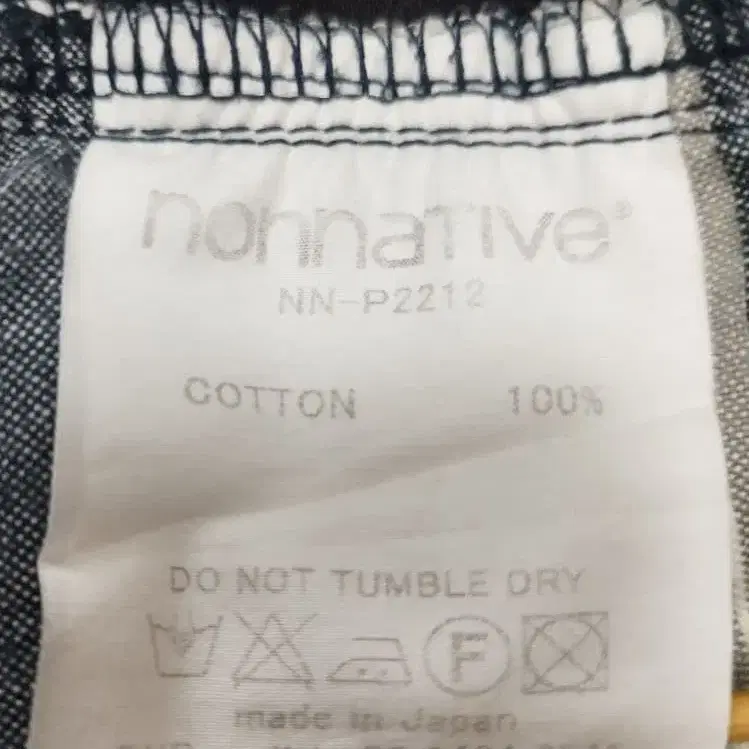 nonnative®
NN-P2212
COTTON 100%
DO NOT TUMBLE DRY
F
made in Japan